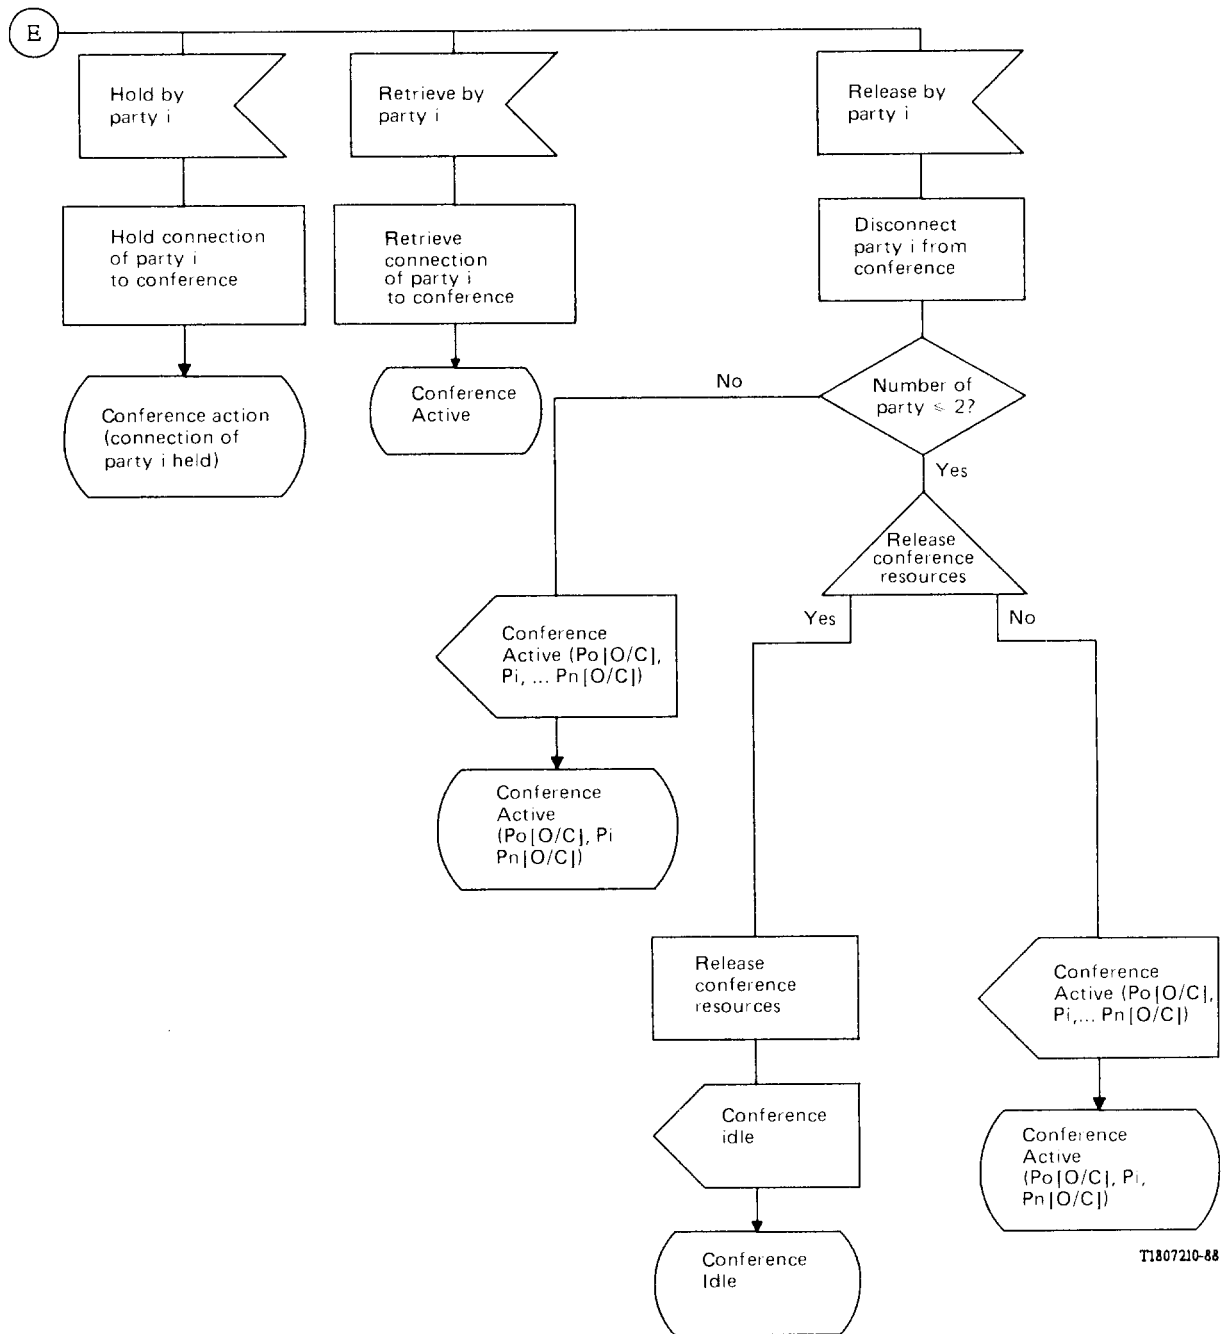 E
Hold by
party i
Retrieve by
party i
Release by
party i
Hold connection
of party i
to conference
Retrieve
connection
of party i
to conference
Disconnect
party i from
conference
Conference action
(connection of
party i held)
Conference
Active
No
Number of
party ≤ 2?
Yes
Release
conference
resources
Yes
No
Conference
Active (Po[O/C],
Pi, ... Pn[O/C])
Conference
Active
(Po[O/C], Pi
Pn[O/C])
Release
conference
resources
Conference
Active (Po[O/C],
Pi,... Pn[O/C])
Conference
idle
Conference
Active
(Po[O/C], Pi,
Pn[O/C])
Conference
Idle
T1807210-88